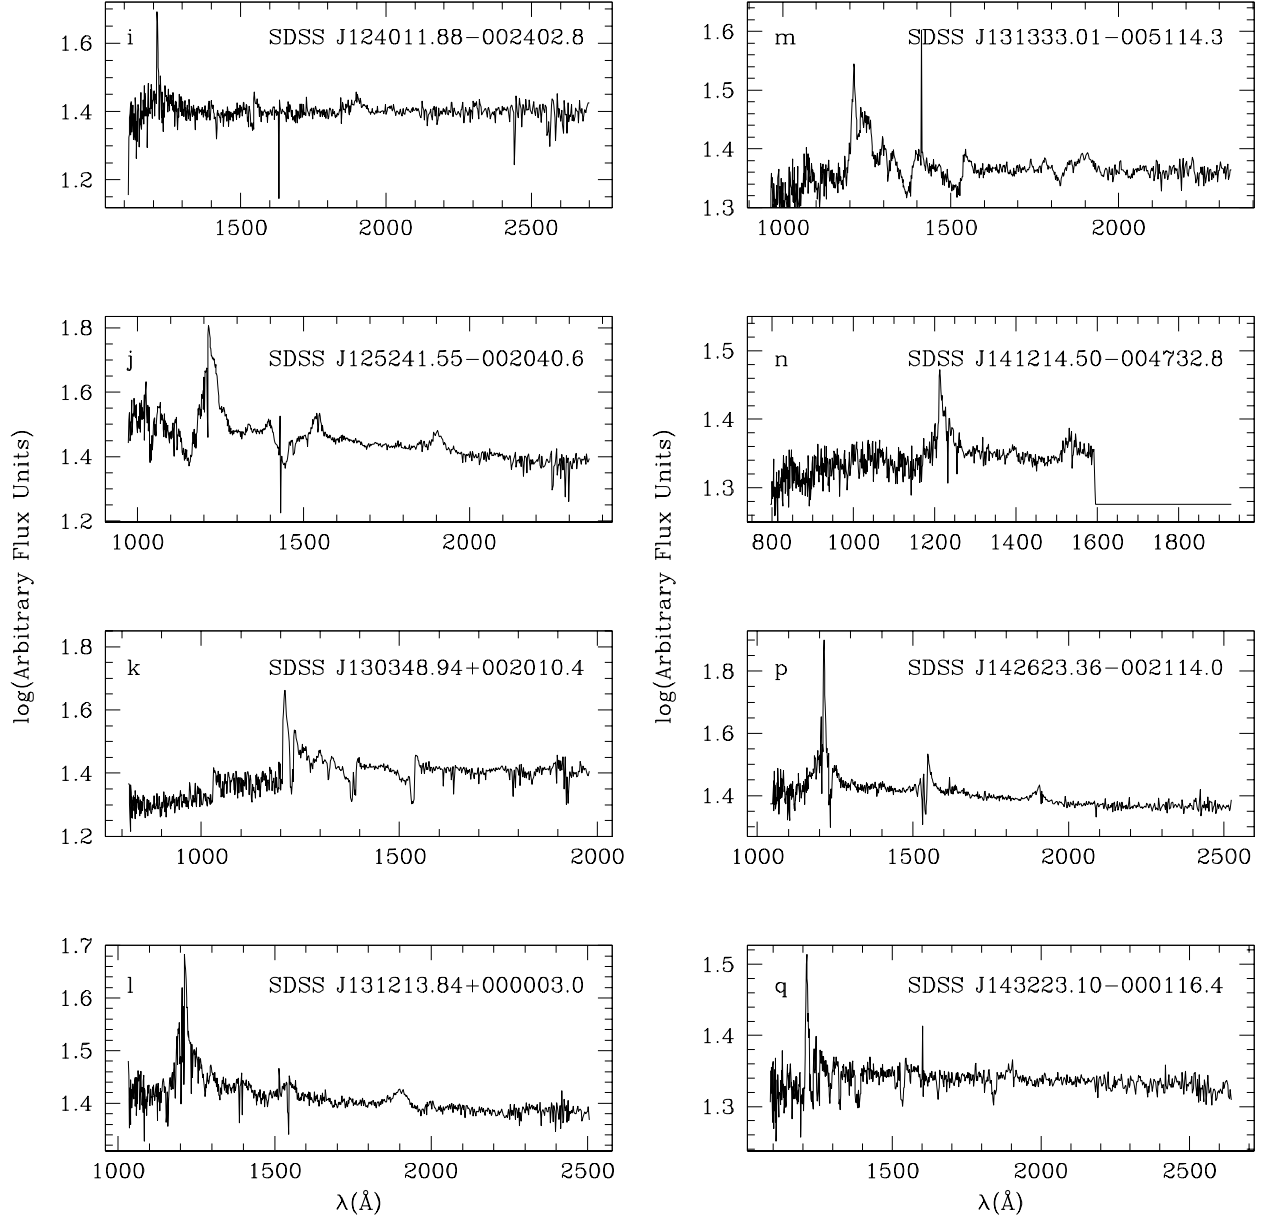 i SDSS J124011.88−002402.8
1.6
1.4
1.2
1500 2000 2500
m SDSS J131333.01−005114.3
1.6
1.5
1.4
1.3
1000 1500 2000
j SDSS J125241.55−002040.6
1.8
1.6
1.4
1.2
1000 1500 2000
n SDSS J141214.50−004732.8
1.5
1.4
1.3
800 1000 1200 1400 1600 1800
log(Arbitrary Flux Units)
log(Arbitrary Flux Units)
k SDSS J130348.94+002010.4
1.8
1.6
1.4
1.2
1000 1500 2000
p SDSS J142623.36−002114.0
1.8
1.6
1.4
1000 1500 2000 2500
l SDSS J131213.84+000003.0
1.7
1.6
1.5
1.4
1000 1500 2000 2500
λ(Å)
q SDSS J143223.10−000116.4
1.5
1.4
1.3
1500 2000 2500
λ(Å)